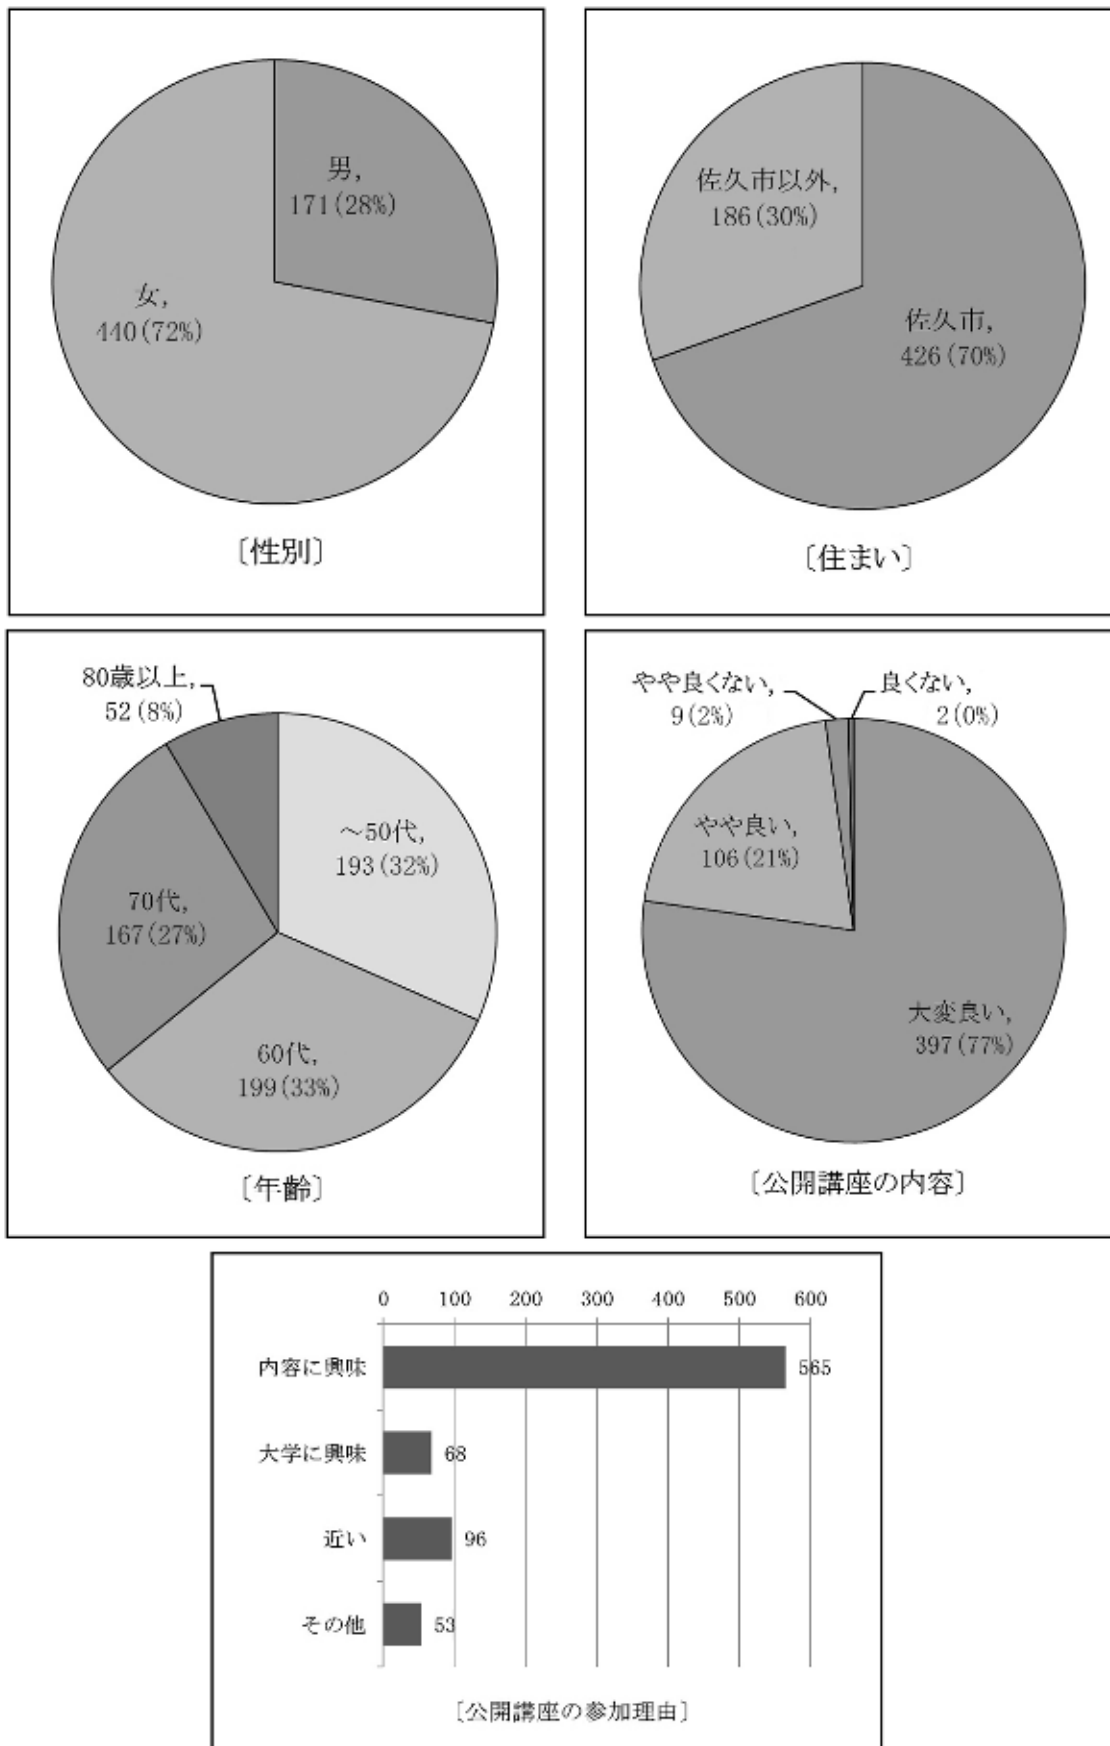 男,
171(28%)
女,
440(72%)
〔性別〕
佐久市以外,
186(30%)
佐久市,
426(70%)
〔住まい〕
80歳以上,
52(8%)
～50代,
193(32%)
70代,
167(27%)
60代,
199(33%)
〔年齢〕
やや良くない,
9(2%)
良くない,
2(0%)
やや良い,
106(21%)
大変良い,
397(77%)
〔公開講座の内容〕
0 100 200 300 400 500 600
内容に興味 565
大学に興味 68
近い 96
その他 53
〔公開講座の参加理由〕